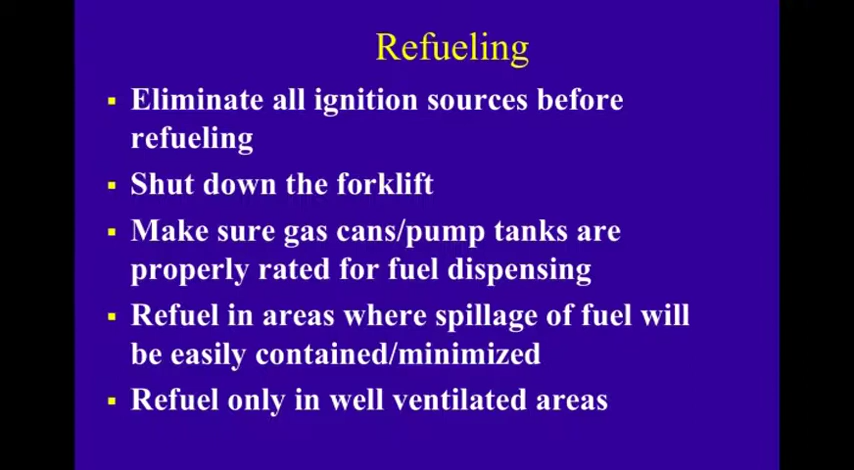 Refueling
▪ Eliminate all ignition sources before
refueling
▪ Shut down the forklift
▪ Make sure gas cans/pump tanks are
properly rated for fuel dispensing
▪ Refuel in areas where spillage of fuel will
be easily contained/minimized
▪ Refuel only in well ventilated areas